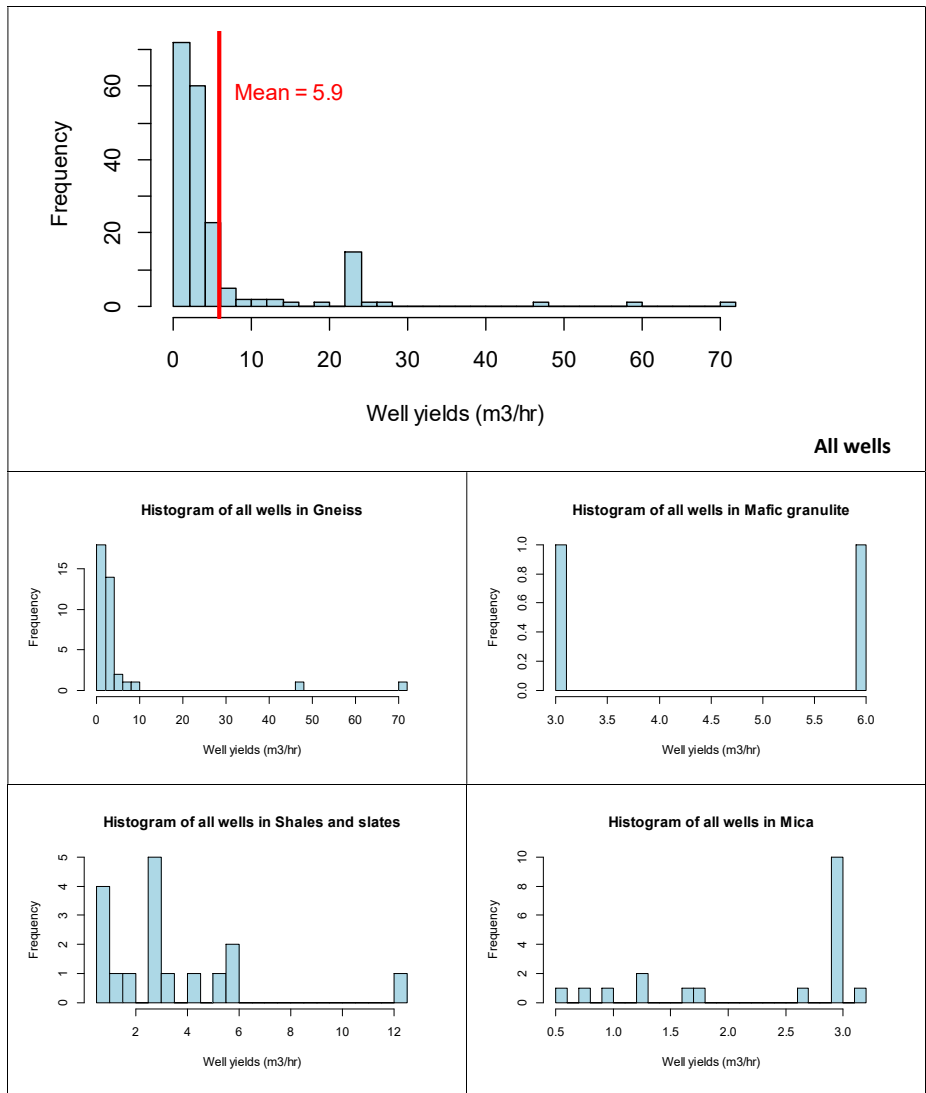 Mean = 5.9
Frequency
0
20
40
60
0 10 20 30 40 50 60 70
Well yields (m3/hr)
All wells
Histogram of all wells in Gneiss
Frequency
0
5
10
15
0 10 20 30 40 50 60 70
Well yields (m3/hr)
Histogram of all wells in Mafic granulite
Frequency
0.0
0.2
0.4
0.6
0.8
1.0
3.0 3.5 4.0 4.5 5.0 5.5 6.0
Well yields (m3/hr)
Histogram of all wells in Shales and slates
Frequency
0
1
2
3
4
5
2 4 6 8 10 12
Well yields (m3/hr)
Histogram of all wells in Mica
Frequency
0
2
4
6
8
10
0.5 1.0 1.5 2.0 2.5 3.0
Well yields (m3/hr)